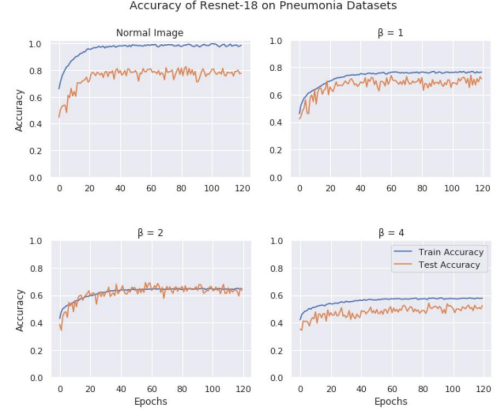 Accuracy of Resnet-18 on Pneumonia Datasets
Normal Image
β = 1
1.0
0.8
0.6
0.4
0.2
0.0
Accuracy
0 20 40 60 80 100 120
1.0
0.8
0.6
0.4
0.2
0.0
0 20 40 60 80 100 120
β = 2
β = 4
1.0
0.8
0.6
0.4
0.2
0.0
Accuracy
0 20 40 60 80 100 120
Epochs
1.0
0.8
0.6
0.4
0.2
0.0
Train Accuracy
Test Accuracy
0 20 40 60 80 100 120
Epochs